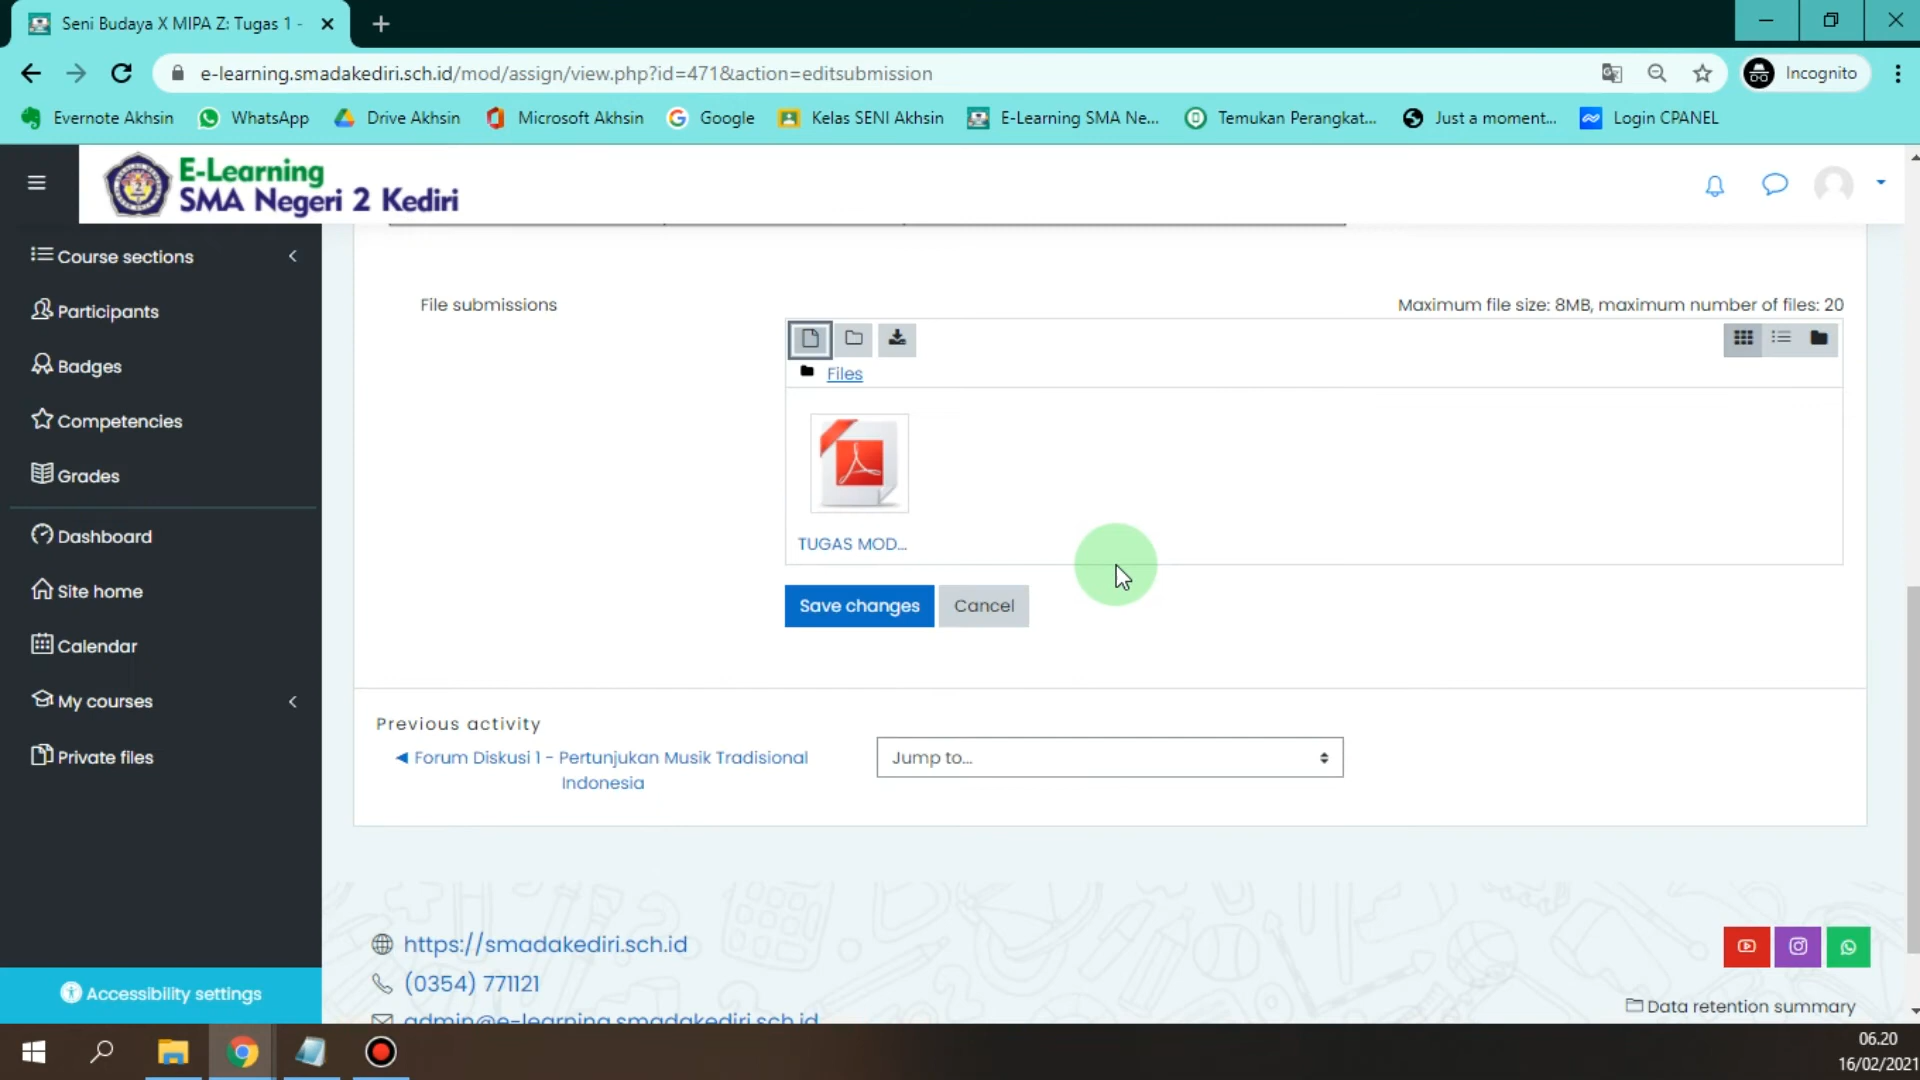 Seni Budaya X MIPA Z: Tugas 1 -
e-learning.smadakediri.sch.id/mod/assign/view.php?id=471&action=editsubmission
Incognito
Evernote Akhsin
WhatsApp
Drive Akhsin
Microsoft Akhsin
Google
Kelas SENI Akhsin
E-Learning SMA Ne...
Temukan Perangkat...
Just a moment...
Login CPANEL
E-Learning
SMA Negeri 2 Kediri
Course sections
Participants
Badges
Competencies
Grades
Dashboard
Site home
Calendar
My courses
Private files
Accessibility settings
File submissions
Maximum file size: 8MB, maximum number of files: 20
Files
TUGAS MOD...
Save changes
Cancel
Previous activity
◄ Forum Diskusi 1 - Pertunjukan Musik Tradisional
Indonesia
Jump to...
https://smadakediri.sch.id
(0354) 771121
admin@e-learning.smadakediri.sch.id
Data retention summary
06.20
16/02/2021